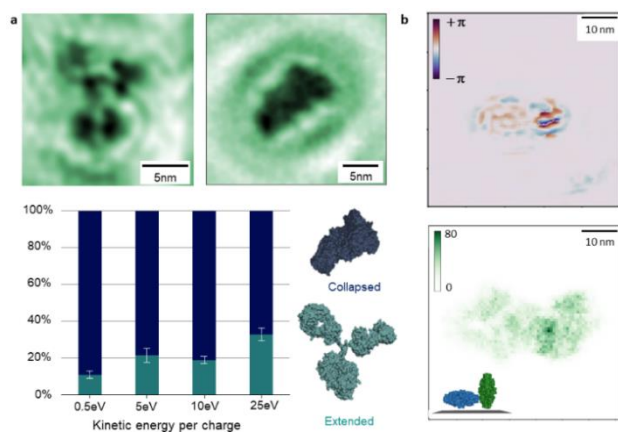 a
5nm
5nm
100%
80%
60%
40%
20%
0%
0.5eV
5eV
10eV
25eV
Kinetic energy per charge
Collapsed
Extended
b
+π
−π
10 nm
80
0
10 nm